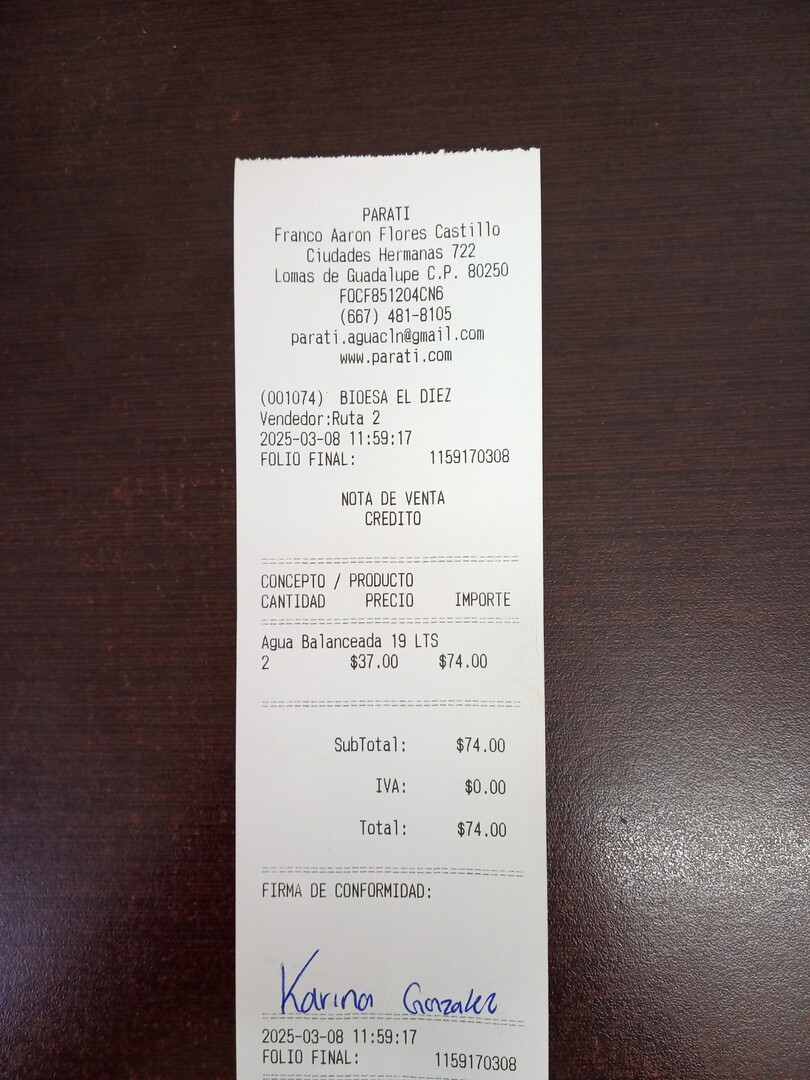 PARATI
Franco Aaron Flores Castillo
Ciudades Hermanas 722
Lomas de Guadalupe C.P. 80250
FOCF851204CN6
(667) 481-8105
parati.aguacln@gmail.com
www.parati.com
(001074) BIOESA EL DIEZ
Vendedor:Ruta 2
2025-03-08 11:59:17
FOLIO FINAL: 1159170308
NOTA DE VENTA
CREDITO
CONCEPTO / PRODUCTO
CANTIDAD PRECIO IMPORTE
Agua Balanceada 19 LTS
2 $37.00 $74.00
SubTotal: $74.00
IVA: $0.00
Total: $74.00
FIRMA DE CONFORMIDAD:
Karina Gonzalez
2025-03-08 11:59:17
FOLIO FINAL: 1159170308